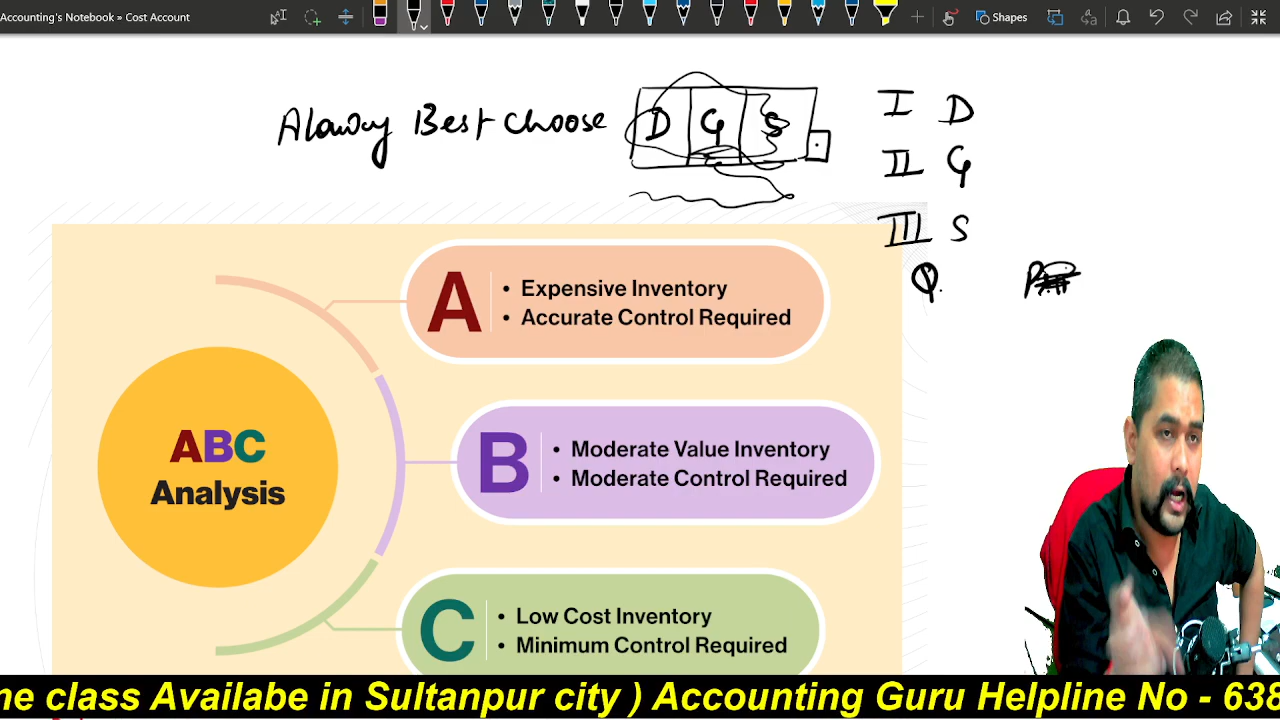 Accounting's Notebook » Cost Account
Shapes
Alaway Best choose D G S
I D
II G
III S
Q.
A
• Expensive Inventory
• Accurate Control Required
ABC
Analysis
B
• Moderate Value Inventory
• Moderate Control Required
C
• Low Cost Inventory
• Minimum Control Required
ne class Availabe in Sultanpur city ) Accounting Guru Helpline No - 638